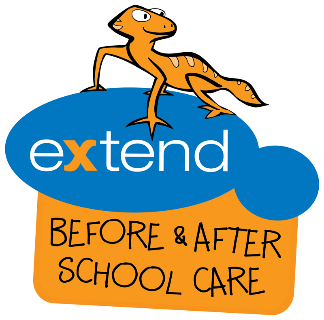 extend
BEFORE & AFTER
SCHOOL CARE